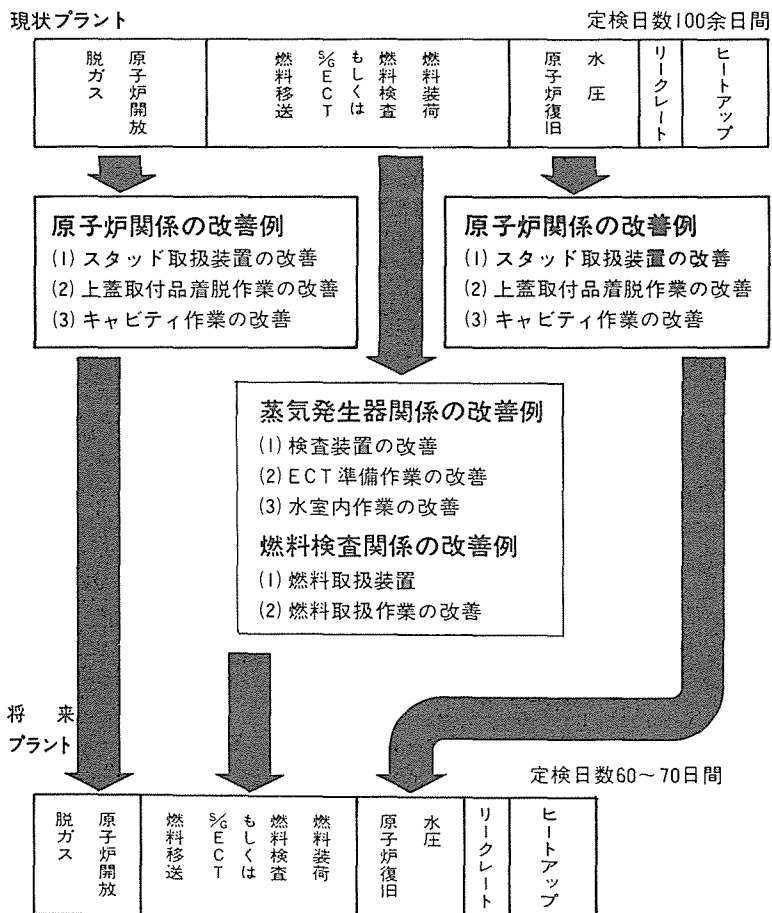 現状プラント
定検日数100余日間
脱ガス
原子炉開放
燃料移送
S/G ECT
もしくは
燃料検査
燃料装荷
原子炉復旧
水圧
リークレート
ヒートアップ
原子炉関係の改善例
(1) スタッド取扱装置の改善
(2) 上蓋取付品着脱作業の改善
(3) キャビティ作業の改善
原子炉関係の改善例
(1) スタッド取扱装置の改善
(2) 上蓋取付品着脱作業の改善
(3) キャビティ作業の改善
蒸気発生器関係の改善例
(1) 検査装置の改善
(2) ECT準備作業の改善
(3) 水室内作業の改善
燃料検査関係の改善例
(1) 燃料取扱装置
(2) 燃料取扱作業の改善
将来
プラント
定検日数60〜70日間
脱ガス
原子炉開放
燃料移送
S/G ECT
もしくは
燃料検査
燃料装荷
原子炉復旧
水圧
リークレート
ヒートアップ